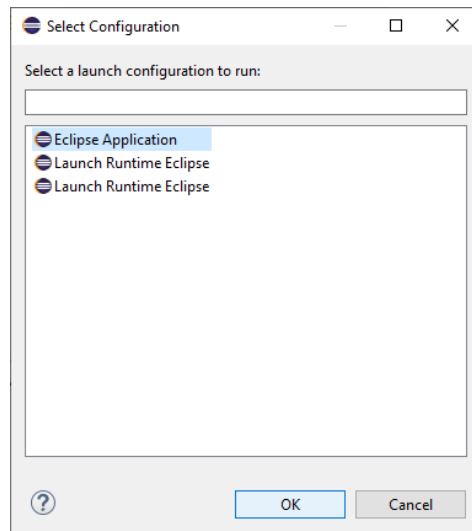 Select Configuration
Select a launch configuration to run:
Eclipse Application
Launch Runtime Eclipse
Launch Runtime Eclipse
?
OK Cancel